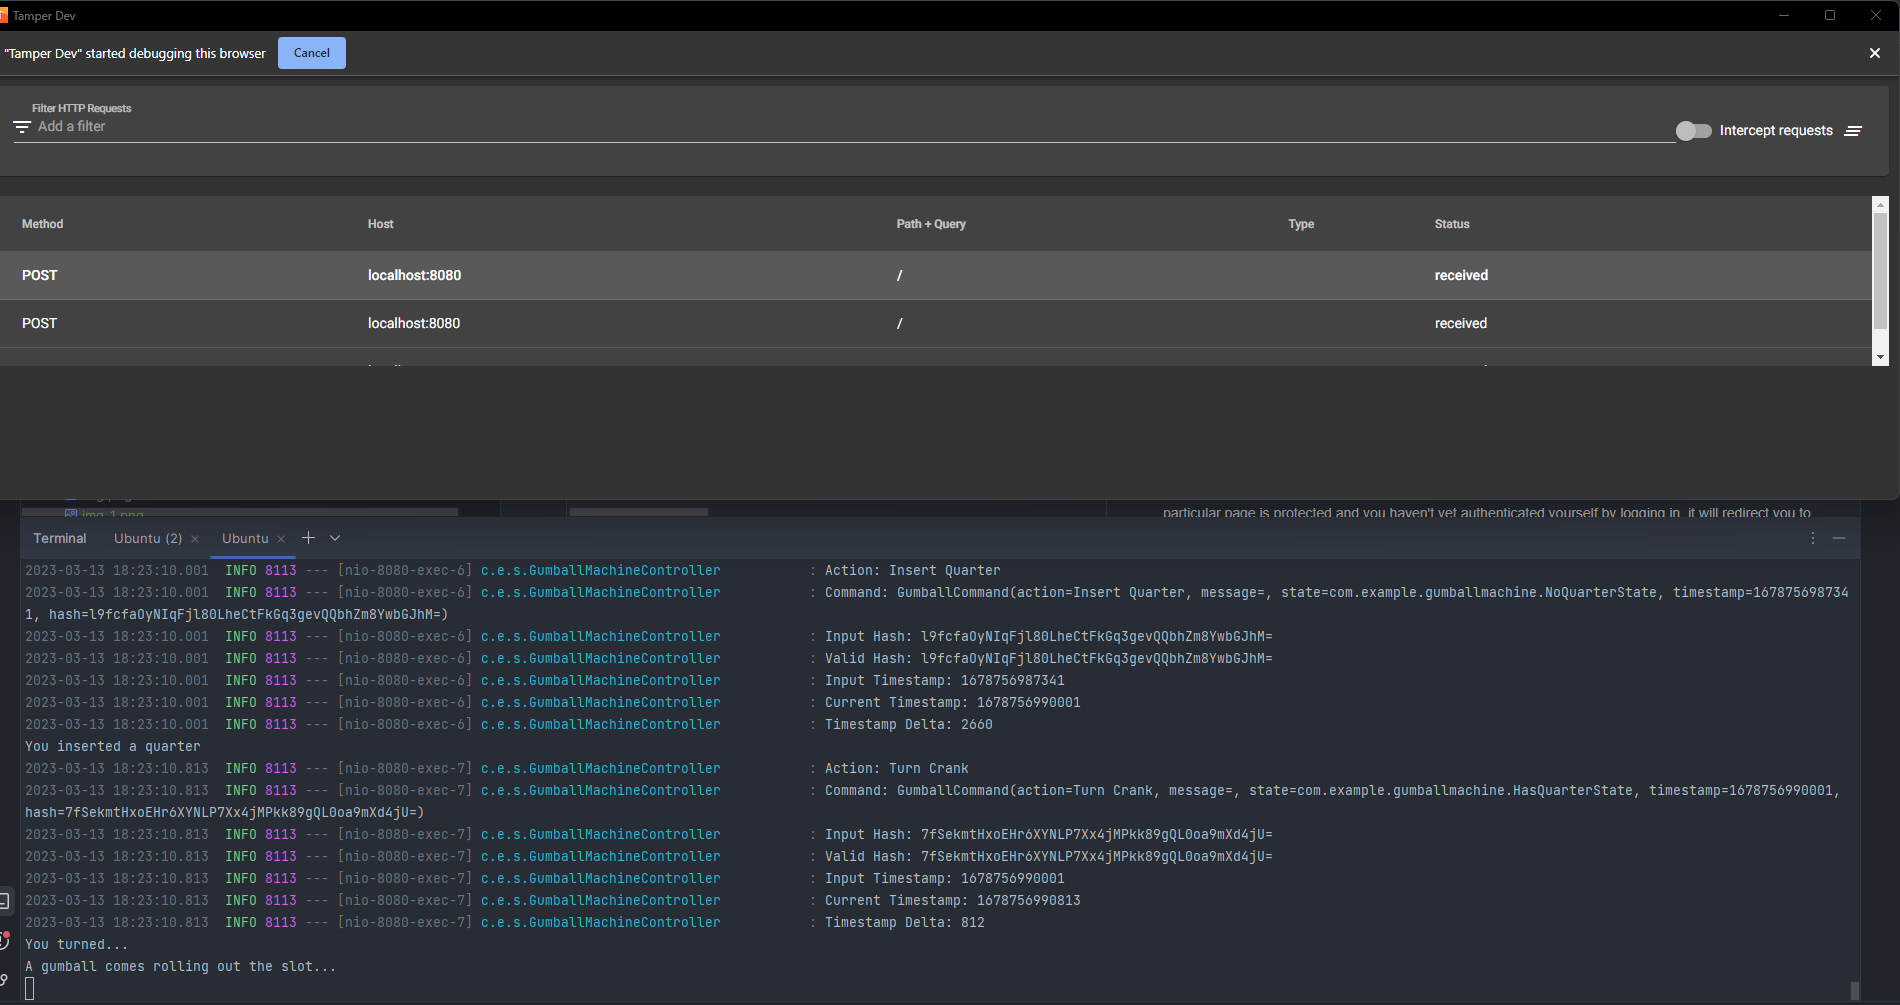 Tamper Dev
"Tamper Dev" started debugging this browser Cancel
Filter HTTP Requests
Add a filter
Intercept requests
Method Host Path + Query Type Status
POST localhost:8080 / received
POST localhost:8080 / received
img_1.png
particular page is protected and you haven't yet authenticated yourself by logging in, it will redirect you to
Terminal Ubuntu (2) Ubuntu
2023-03-13 18:23:10.001 INFO 8113 --- [nio-8080-exec-6] c.e.s.GumballMachineController : Action: Insert Quarter
2023-03-13 18:23:10.001 INFO 8113 --- [nio-8080-exec-6] c.e.s.GumballMachineController : Command: GumballCommand(action=Insert Quarter, message=, state=com.example.gumballmachine.NoQuarterState, timestamp=167875698734
1, hash=l9fcfaOyNIqFjl80LheCtFkGq3gevQQbhZm8YwbGJhM=)
2023-03-13 18:23:10.001 INFO 8113 --- [nio-8080-exec-6] c.e.s.GumballMachineController : Input Hash: l9fcfaOyNIqFjl80LheCtFkGq3gevQQbhZm8YwbGJhM=
2023-03-13 18:23:10.001 INFO 8113 --- [nio-8080-exec-6] c.e.s.GumballMachineController : Valid Hash: l9fcfaOyNIqFjl80LheCtFkGq3gevQQbhZm8YwbGJhM=
2023-03-13 18:23:10.001 INFO 8113 --- [nio-8080-exec-6] c.e.s.GumballMachineController : Input Timestamp: 1678756987341
2023-03-13 18:23:10.001 INFO 8113 --- [nio-8080-exec-6] c.e.s.GumballMachineController : Current Timestamp: 1678756990001
2023-03-13 18:23:10.001 INFO 8113 --- [nio-8080-exec-6] c.e.s.GumballMachineController : Timestamp Delta: 2660
You inserted a quarter
2023-03-13 18:23:10.813 INFO 8113 --- [nio-8080-exec-7] c.e.s.GumballMachineController : Action: Turn Crank
2023-03-13 18:23:10.813 INFO 8113 --- [nio-8080-exec-7] c.e.s.GumballMachineController : Command: GumballCommand(action=Turn Crank, message=, state=com.example.gumballmachine.HasQuarterState, timestamp=1678756990001,
hash=7fSekmtHxoEHr6XYNLP7Xx4jMPkk89gQL0oa9mXd4jU=)
2023-03-13 18:23:10.813 INFO 8113 --- [nio-8080-exec-7] c.e.s.GumballMachineController : Input Hash: 7fSekmtHxoEHr6XYNLP7Xx4jMPkk89gQL0oa9mXd4jU=
2023-03-13 18:23:10.813 INFO 8113 --- [nio-8080-exec-7] c.e.s.GumballMachineController : Valid Hash: 7fSekmtHxoEHr6XYNLP7Xx4jMPkk89gQL0oa9mXd4jU=
2023-03-13 18:23:10.813 INFO 8113 --- [nio-8080-exec-7] c.e.s.GumballMachineController : Input Timestamp: 1678756990001
2023-03-13 18:23:10.813 INFO 8113 --- [nio-8080-exec-7] c.e.s.GumballMachineController : Current Timestamp: 1678756990813
2023-03-13 18:23:10.813 INFO 8113 --- [nio-8080-exec-7] c.e.s.GumballMachineController : Timestamp Delta: 812
You turned...
A gumball comes rolling out the slot...